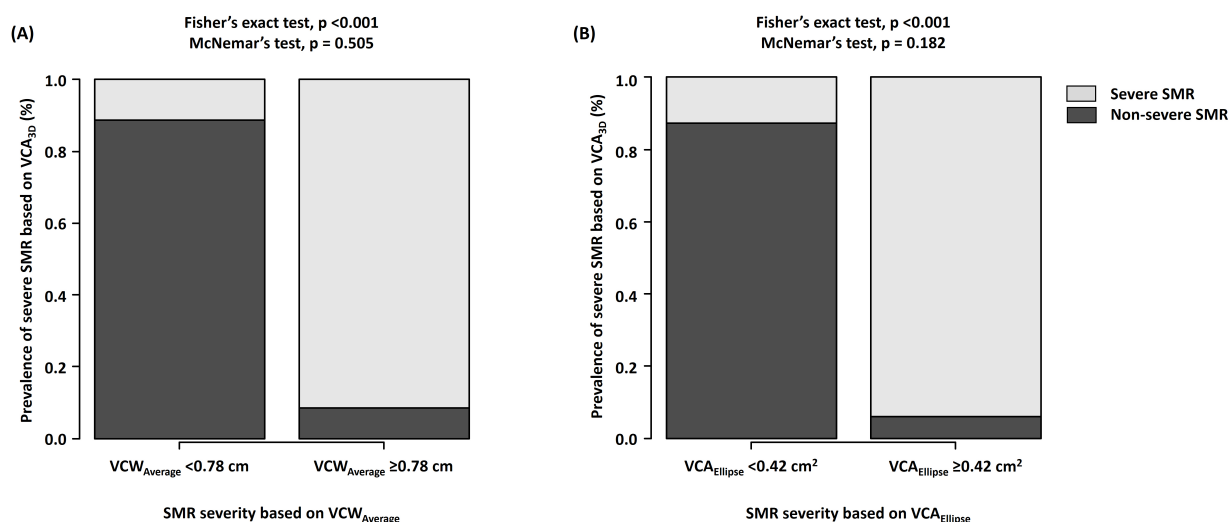 (A)
Fisher's exact test, p <0.001
McNemar's test, p = 0.505
Prevalence of severe SMR based on VCA3D (%)
1.0
0.8
0.6
0.4
0.2
0.0
VCWAverage <0.78 cm
VCWAverage ≥0.78 cm
SMR severity based on VCWAverage
(B)
Fisher's exact test, p <0.001
McNemar's test, p = 0.182
Prevalence of severe SMR based on VCA3D (%)
1.0
0.8
0.6
0.4
0.2
0.0
VCAEllipse <0.42 cm²
VCAEllipse ≥0.42 cm²
SMR severity based on VCAEllipse
Severe SMR
Non-severe SMR